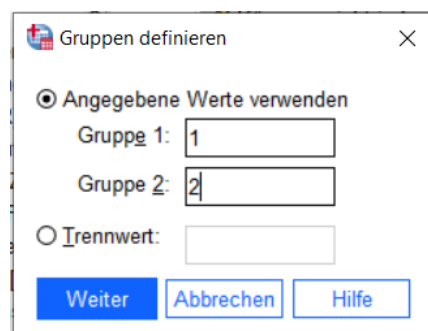 Gruppen definieren
Angegebene Werte verwenden
Gruppe 1: 1
Gruppe 2: 2
Trennwert:
Weiter Abbrechen Hilfe